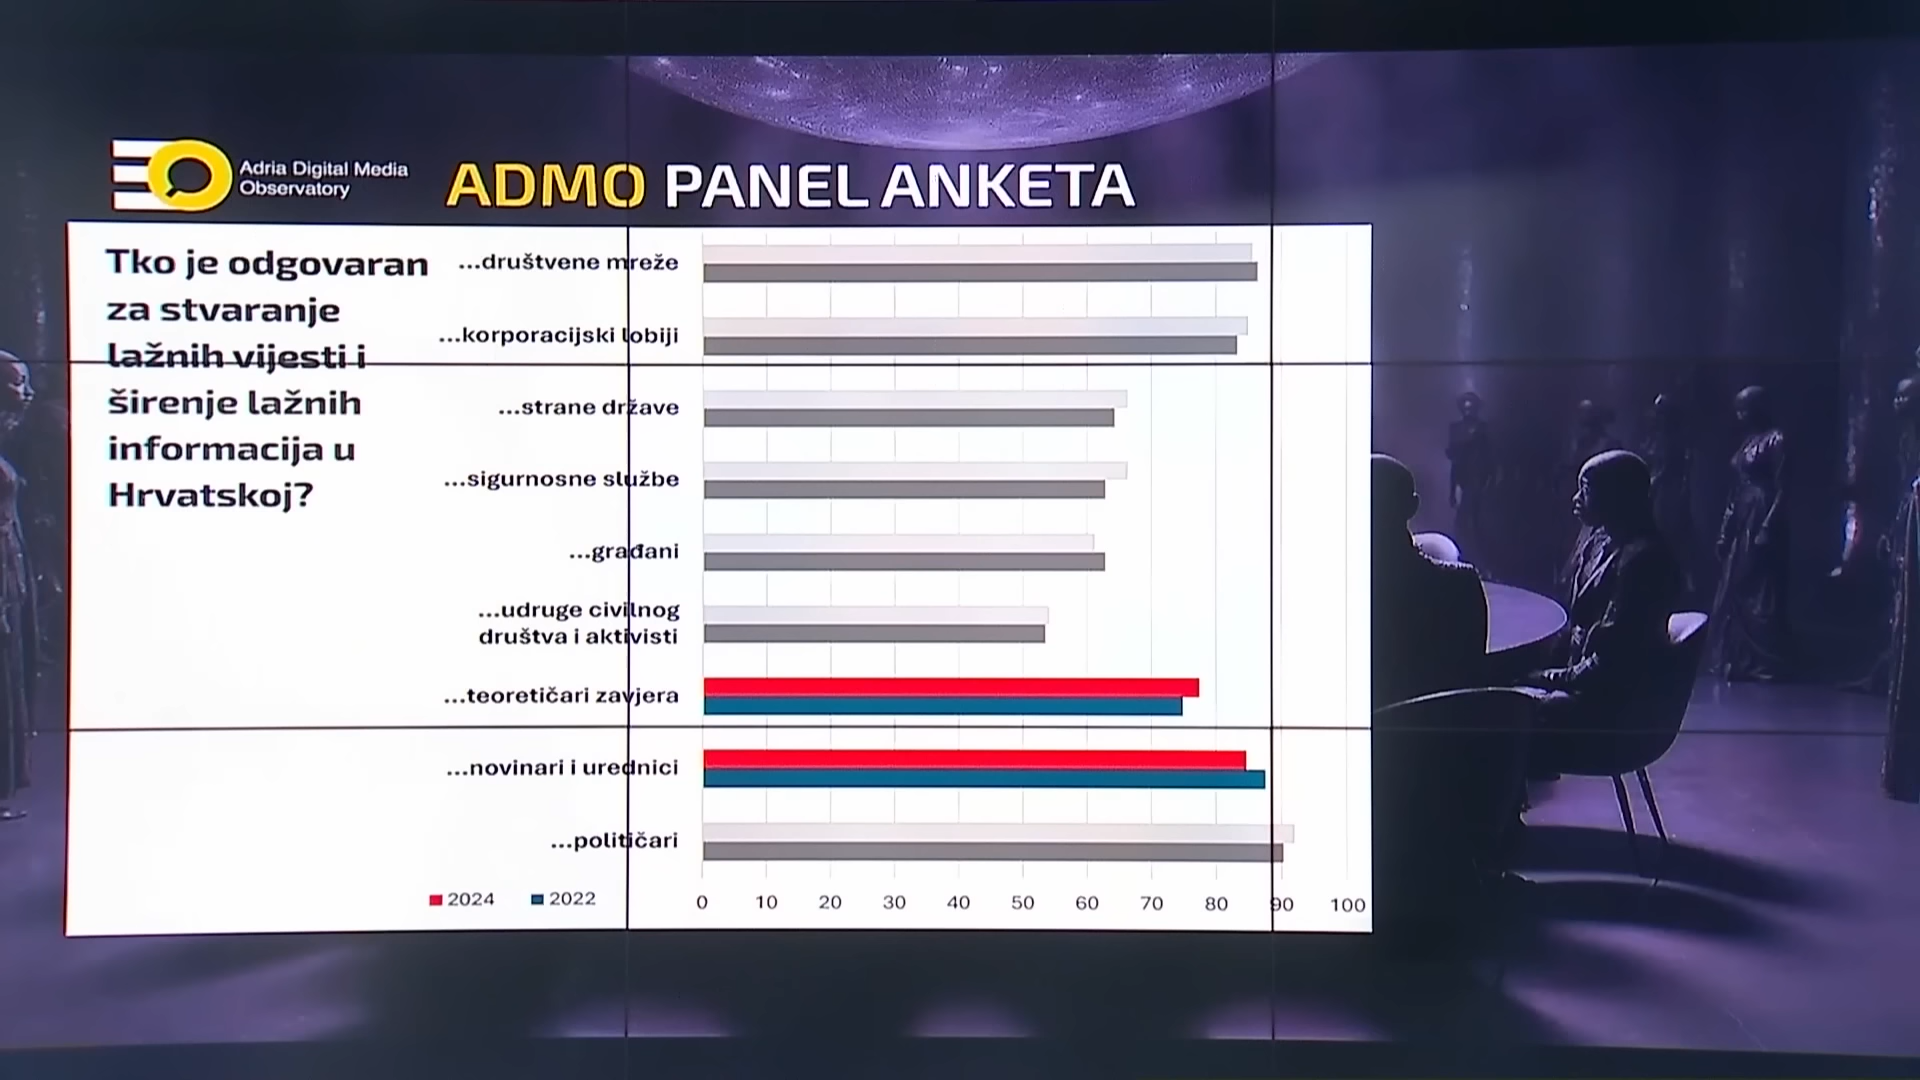 Adria Digital Media
Observatory
ADMO PANEL ANKETA
Tko je odgovaran
za stvaranje
lažnih vijesti i
širenje lažnih
informacija u
Hrvatskoj?
...društvene mreže
...korporacijski lobiji
...strane države
...sigurnosne službe
...građani
...udruge civilnog
društva i aktivisti
...teoretičari zavjera
...novinari i urednici
...političari
2024 2022
0 10 20 30 40 50 60 70 80 90 100